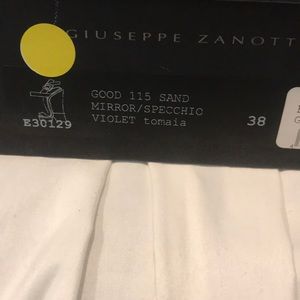 GIUSEPPE ZANOTT
GOOD 115 SAND
MIRROR/SPECCHIO
E30129 VIOLET tomaia 38